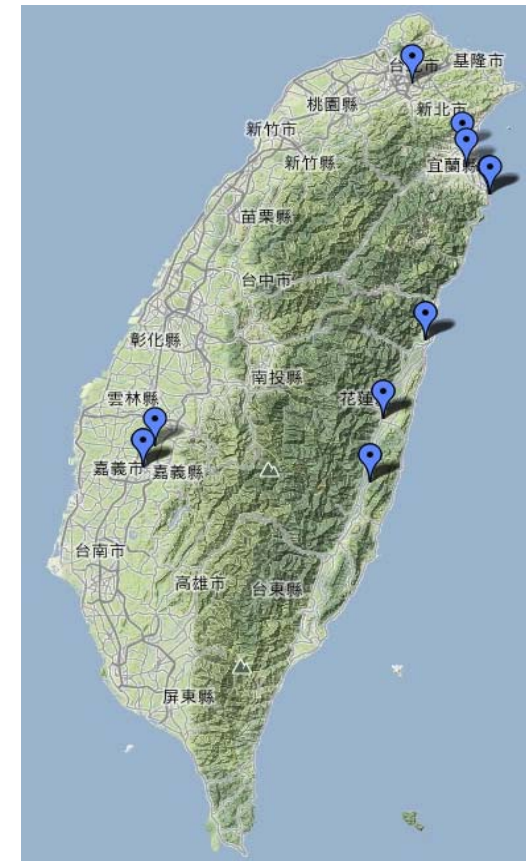 台北市
基隆市
桃園縣
新北市
新竹市
宜蘭縣
新竹縣
苗栗縣
台中市
彰化縣
南投縣
雲林縣
花蓮
嘉義市
嘉義縣
台南市
高雄市
台東縣
屏東縣